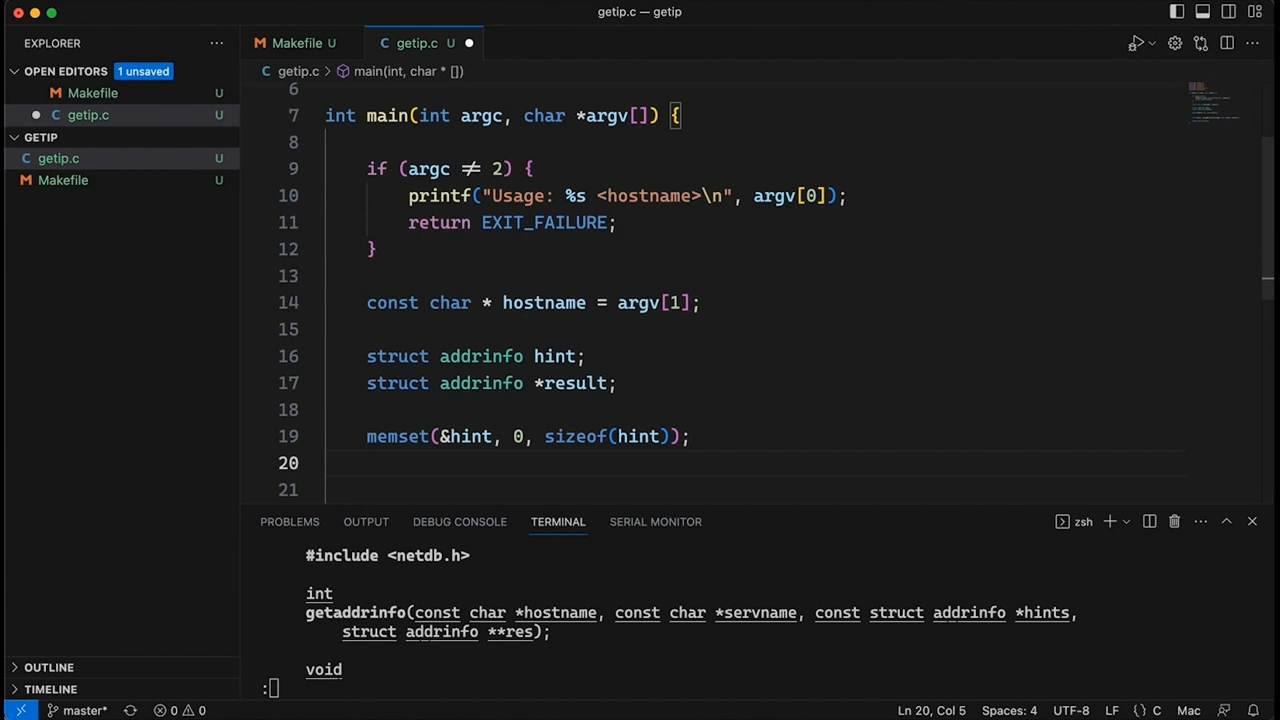 getip.c — getip
EXPLORER
OPEN EDITORS 1 unsaved
Makefile U
getip.c U
GETIP
getip.c U
Makefile U
OUTLINE
TIMELINE
Makefile U
getip.c U
getip.c > main(int, char * [])
6
7 int main(int argc, char *argv[]) {
8
9 if (argc ≠ 2) {
10 printf("Usage: %s <hostname>\n", argv[0]);
11 return EXIT_FAILURE;
12 }
13
14 const char * hostname = argv[1];
15
16 struct addrinfo hint;
17 struct addrinfo *result;
18
19 memset(&hint, 0, sizeof(hint));
20
21
PROBLEMS OUTPUT DEBUG CONSOLE TERMINAL SERIAL MONITOR
zsh
#include <netdb.h>
int
getaddrinfo(const char *hostname, const char *servname, const struct addrinfo *hints,
struct addrinfo **res);
void
:
master* 0 0 Ln 20, Col 5 Spaces: 4 UTF-8 LF {} C Mac